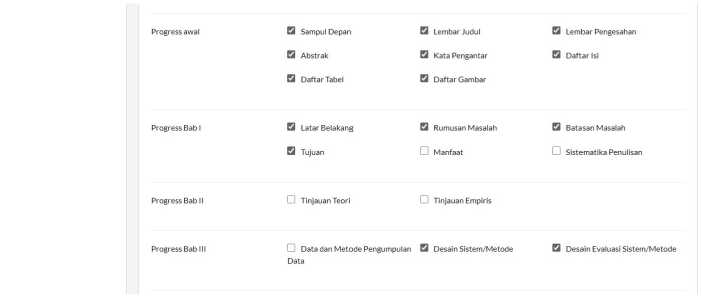 Progress awal Sampul Depan Lembar Judul Lembar Pengesahan
Abstrak Kata Pengantar Daftar Isi
Daftar Tabel Daftar Gambar
Progress Bab I Latar Belakang Rumusan Masalah Batasan Masalah
Tujuan Manfaat Sistematika Penulisan
Progress Bab II Tinjauan Teori Tinjauan Empiris
Progress Bab III Data dan Metode Pengumpulan Desain Sistem/Metode Desain Evaluasi Sistem/Metode
Data